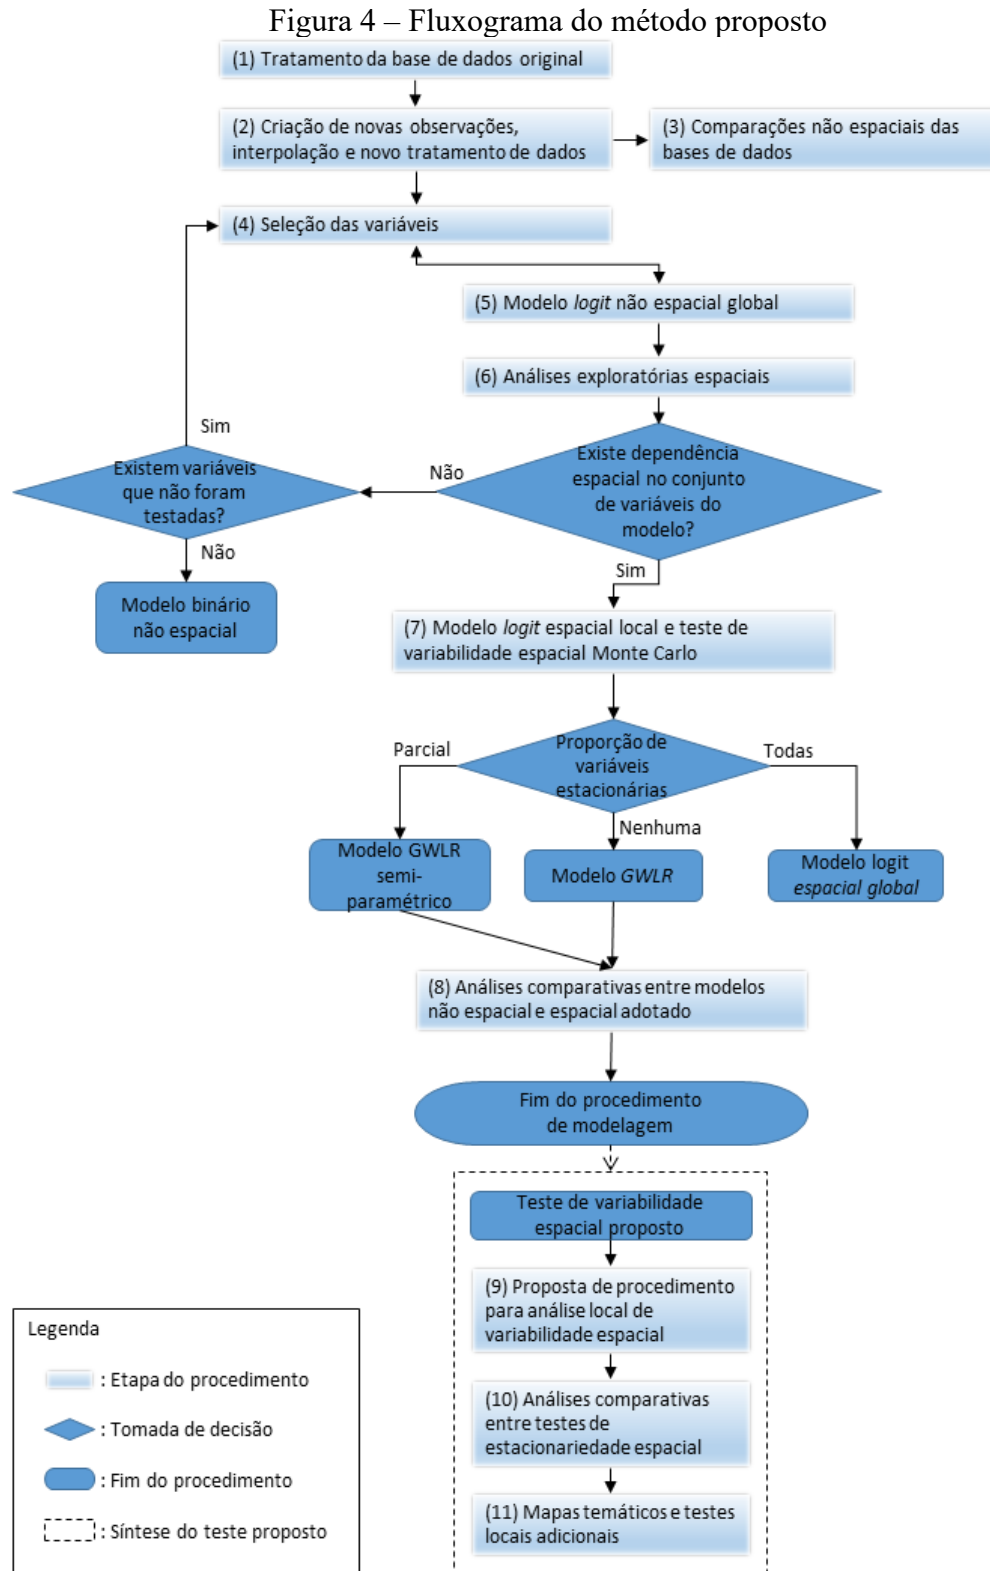 Figura 4 – Fluxograma do método proposto
(1) Tratamento da base de dados original
(2) Criação de novas observações,
interpolação e novo tratamento de dados
(3) Comparações não espaciais das
bases de dados
(4) Seleção das variáveis
(5) Modelo logit não espacial global
(6) Análises exploratórias espaciais
Sim
Existem variáveis
que não foram
testadas?
Não
Existe dependência
espacial no conjunto
de variáveis do
modelo?
Não
Sim
Modelo binário
não espacial
(7) Modelo logit espacial local e teste de
variabilidade espacial Monte Carlo
Parcial
Proporção de
variáveis
estacionárias
Todas
Nenhuma
Modelo GWLR
semi-
paramétrico
Modelo GWLR
Modelo logit
espacial global
(8) Análises comparativas entre modelos
não espacial e espacial adotado
Fim do procedimento
de modelagem
Teste de variabilidade
espacial proposto
(9) Proposta de procedimento
para análise local de
variabilidade espacial
(10) Análises comparativas
entre testes de
estacionariedade espacial
(11) Mapas temáticos e testes
locais adicionais
Legenda
: Etapa do procedimento
: Tomada de decisão
: Fim do procedimento
: Síntese do teste proposto